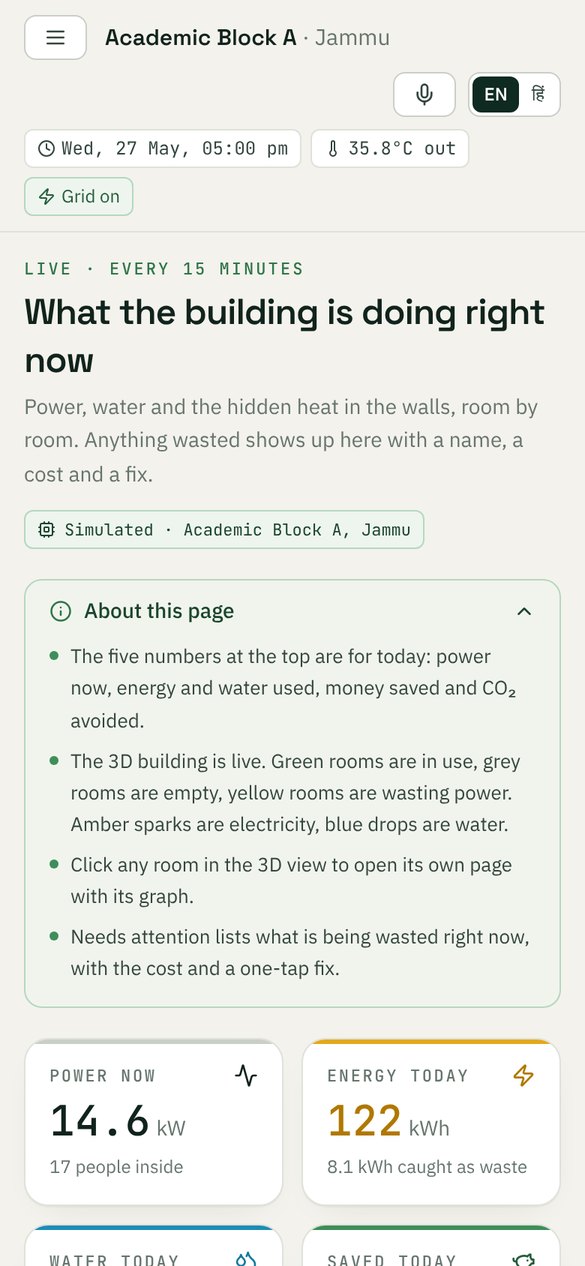 Academic Block A · Jammu
EN हिं
Wed, 27 May, 05:00 pm 35.8°C out
Grid on
LIVE · EVERY 15 MINUTES
What the building is doing right
now
Power, water and the hidden heat in the walls, room by
room. Anything wasted shows up here with a name, a
cost and a fix.
Simulated · Academic Block A, Jammu
About this page
The five numbers at the top are for today: power
now, energy and water used, money saved and CO₂
avoided.
The 3D building is live. Green rooms are in use, grey
rooms are empty, yellow rooms are wasting power.
Amber sparks are electricity, blue drops are water.
Click any room in the 3D view to open its own page
with its graph.
Needs attention lists what is being wasted right now,
with the cost and a one-tap fix.
POWER NOW
14.6 kW
17 people inside
ENERGY TODAY
122 kWh
8.1 kWh caught as waste
WATER TODAY
SAVED TODAY